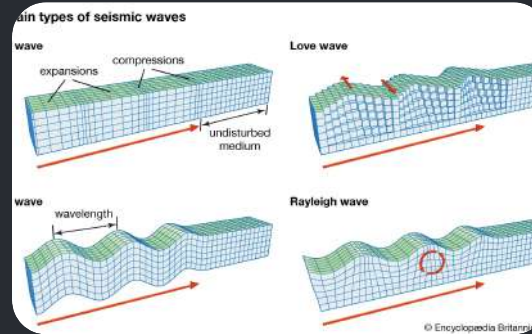 ain types of seismic waves
wave
compressions
expansions
undisturbed
medium
Love wave
wave
wavelength
Rayleigh wave
© Encyclopædia Britann